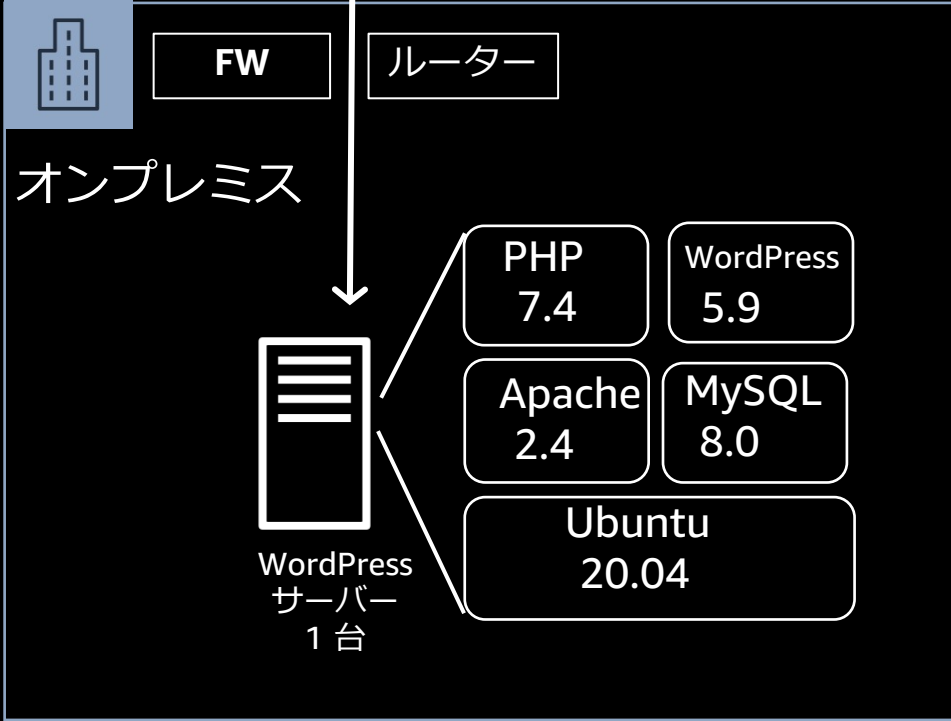 FW
ルーター
オンプレミス
PHP
7.4
WordPress
5.9
Apache
2.4
MySQL
8.0
Ubuntu
20.04
WordPress
サーバー
1 台